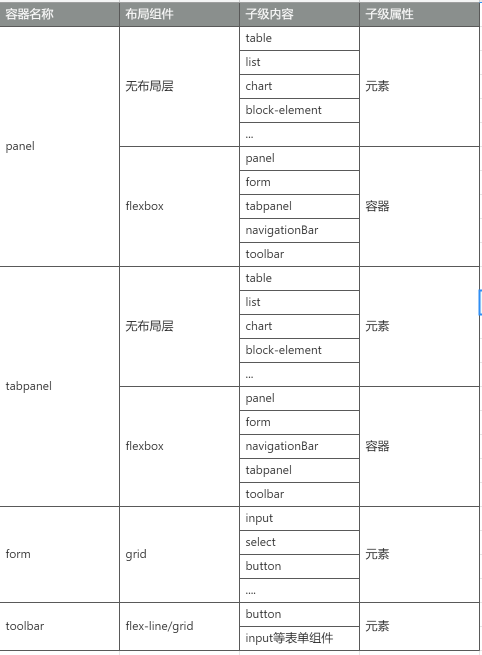 容器名称 布局组件 子级内容 子级属性
panel 无布局层 table 元素
list
chart
block-element
...
flexbox panel 容器
form
tabpanel
navigationBar
toolbar
tabpanel 无布局层 table 元素
list
chart
block-element
...
flexbox panel 容器
form
navigationBar
tabpanel
toolbar
form grid input 元素
select
button
....
toolbar flex-line/grid button 元素
input等表单组件